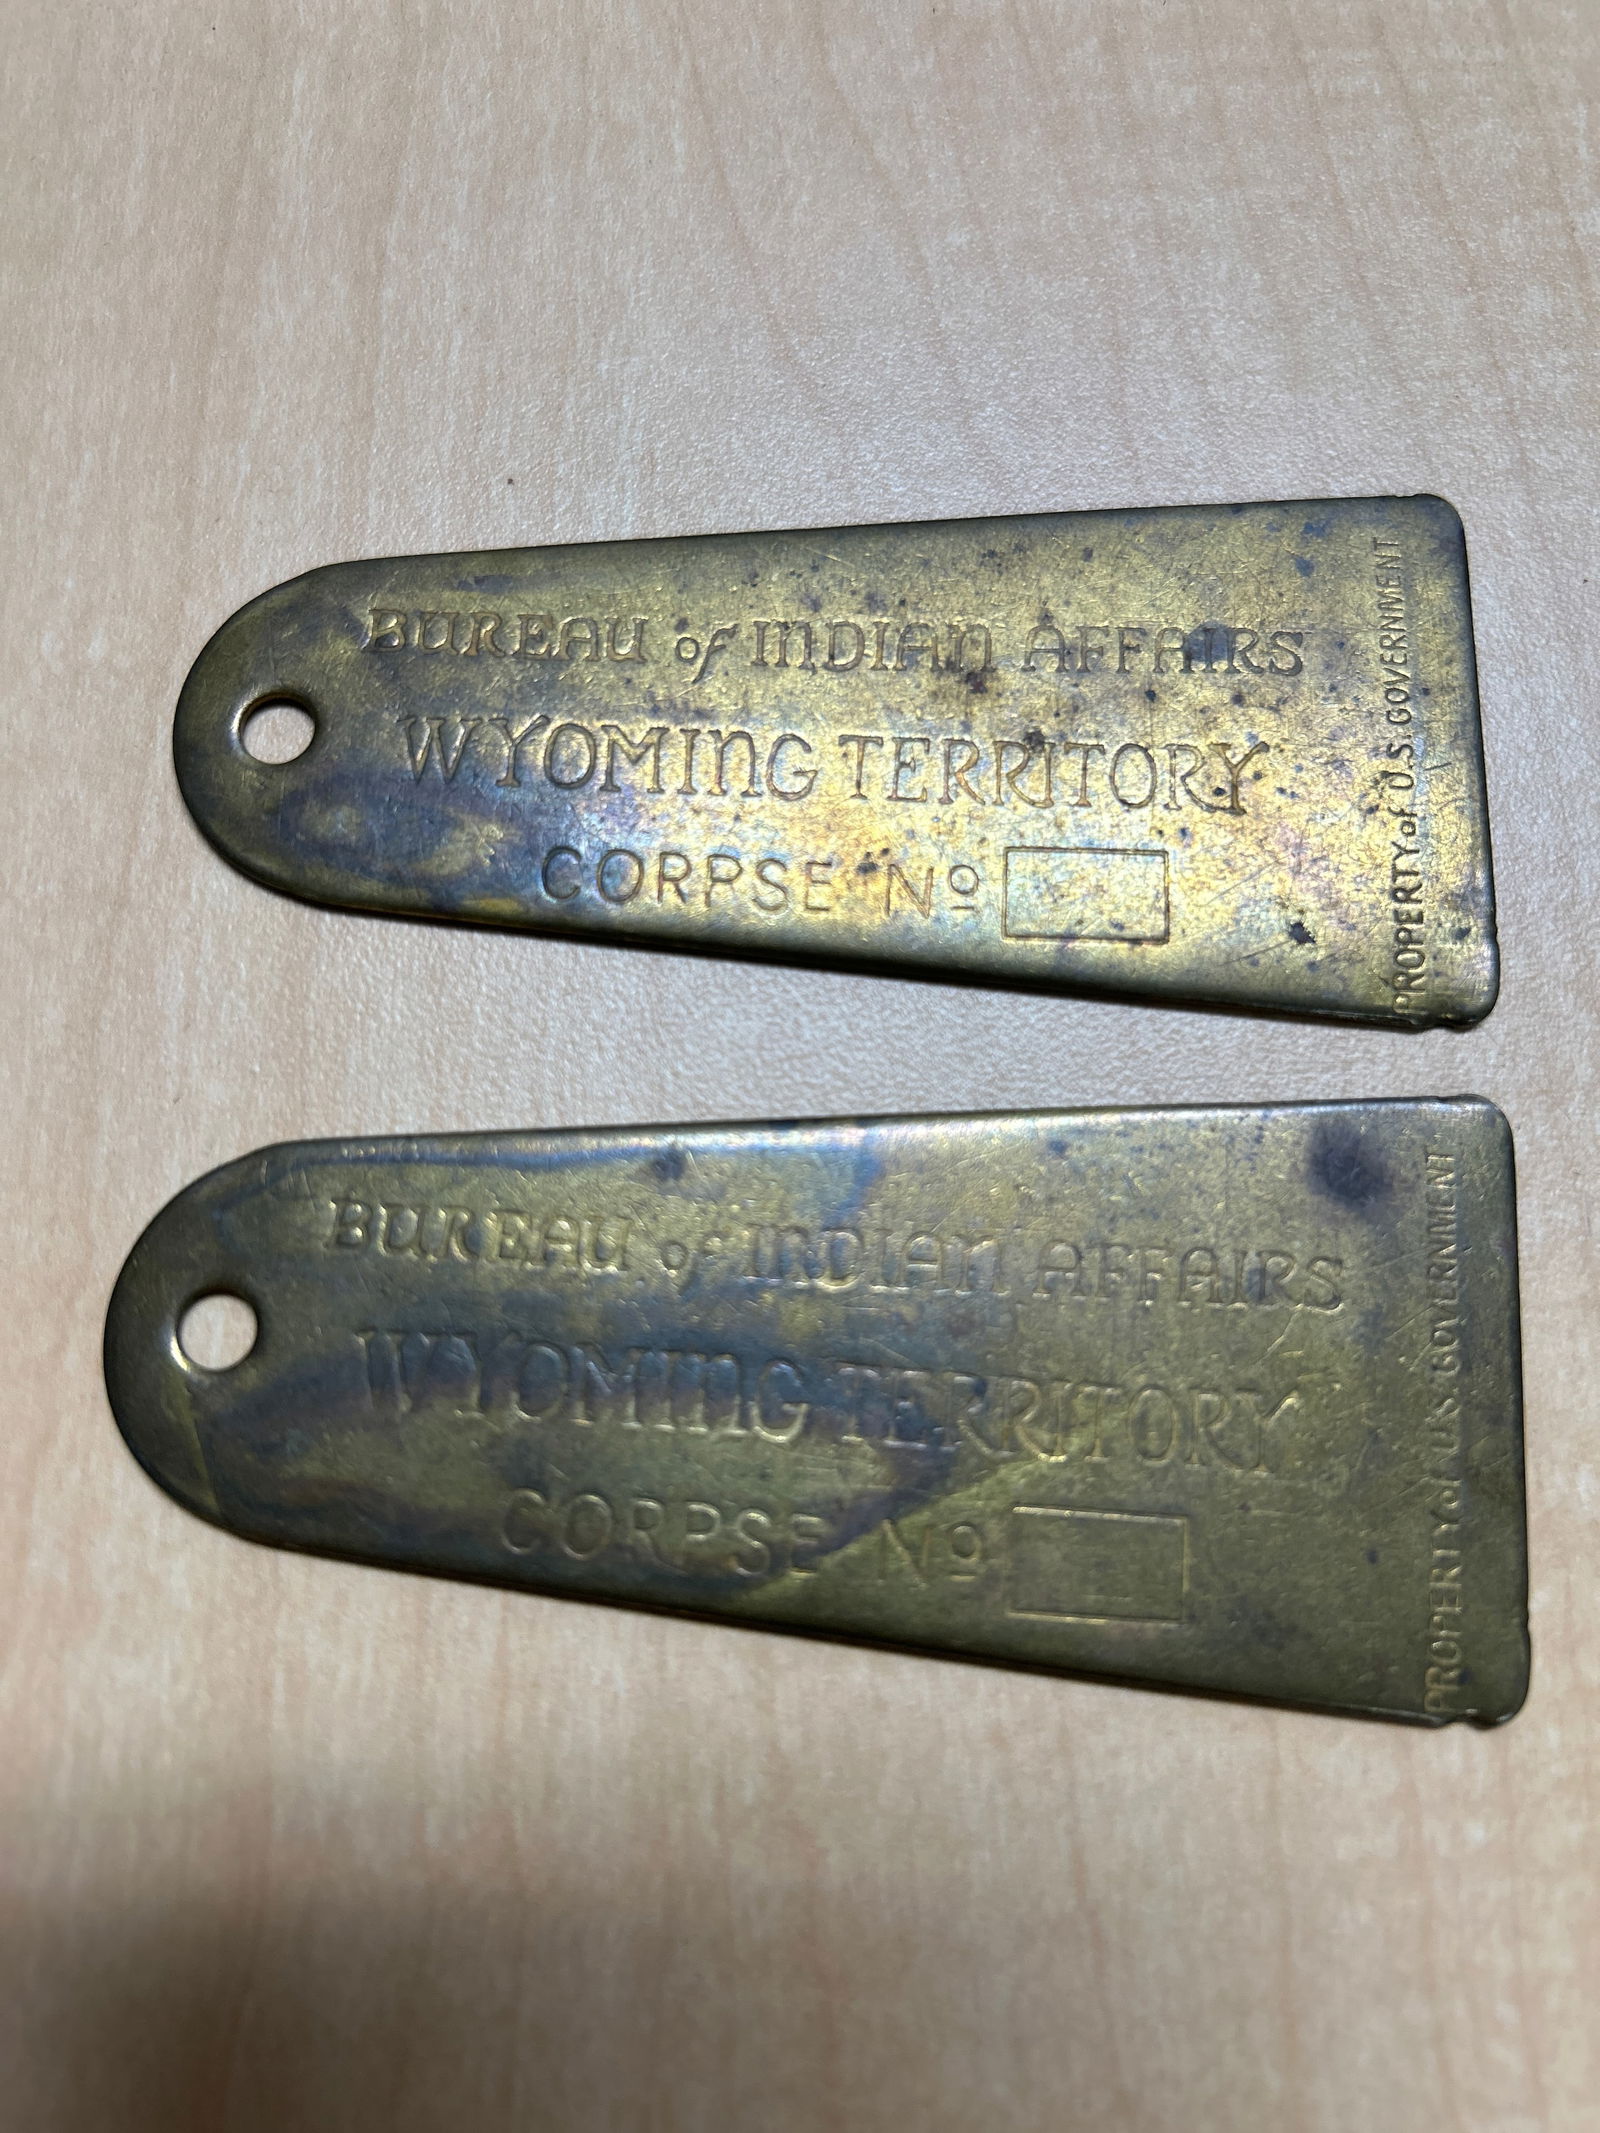 BUREAU of INDIAN AFFAIRS
WYOMING TERRITORY
CORPSE No
PROPERTY of U.S. GOVERNMENT
BUREAU of INDIAN AFFAIRS
WYOMING TERRITORY
CORPSE No
PROPERTY of U.S. GOVERNMENT